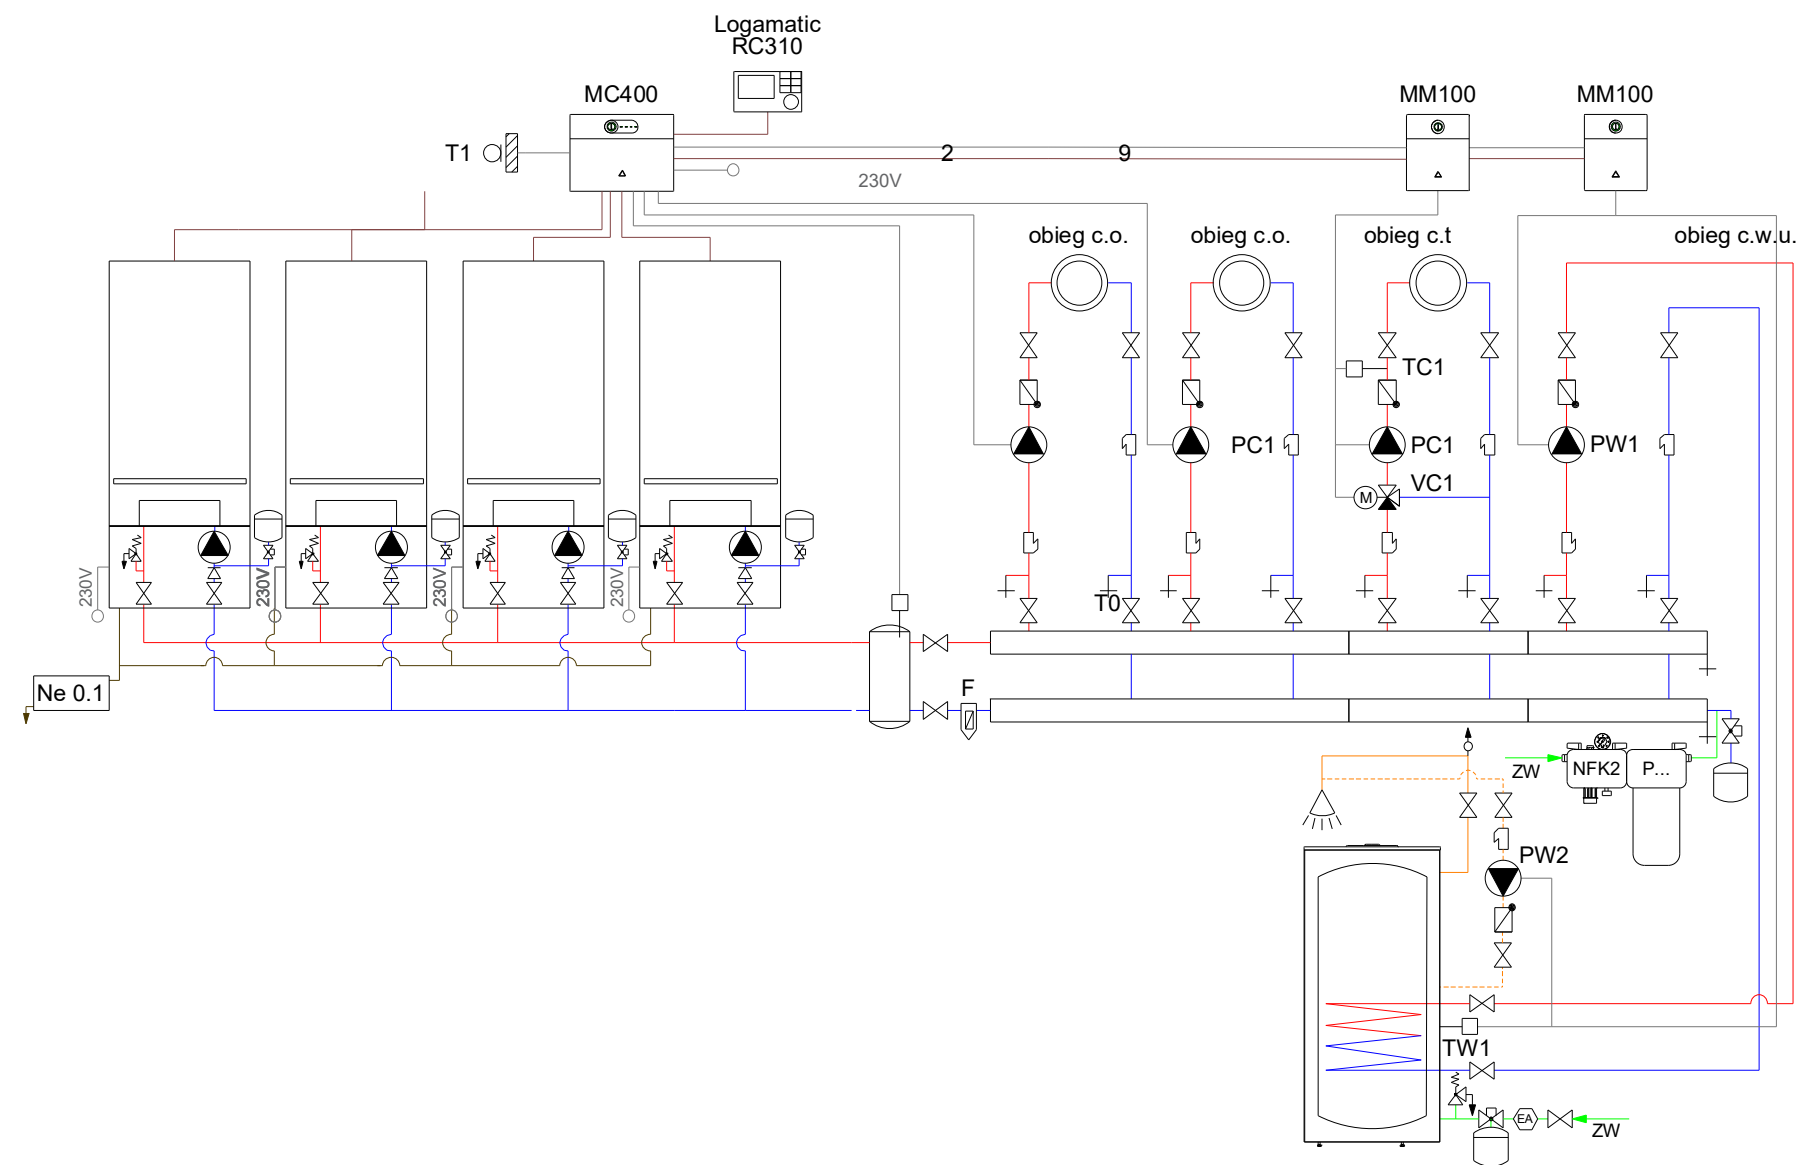 Logamatic
RC310
MC400
MM100
MM100
T1
2
9
230V
obieg c.o.
obieg c.o.
obieg c.t
obieg c.w.u.
TC1
PC1
PC1
PW1
VC1
M
230V
230V
230V
230V
T0
Ne 0.1
F
ZW
NFK2
P...
PW2
TW1
EA
ZW